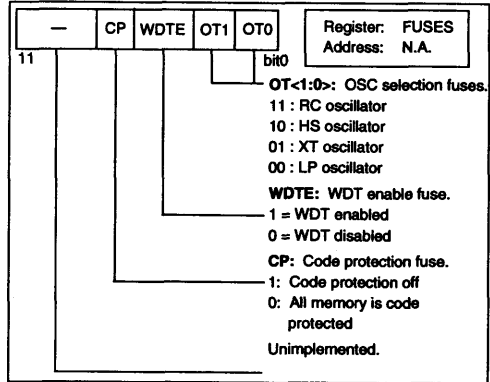 — CP WDTE OT1 OT0
Register: FUSES
Address: N.A.
11
bit0
OT<1:0>: OSC selection fuses.
11 : RC oscillator
10 : HS oscillator
01 : XT oscillator
00 : LP oscillator
WDTE: WDT enable fuse.
1 = WDT enabled
0 = WDT disabled
CP: Code protection fuse.
1: Code protection off
0: All memory is code
protected
Unimplemented.